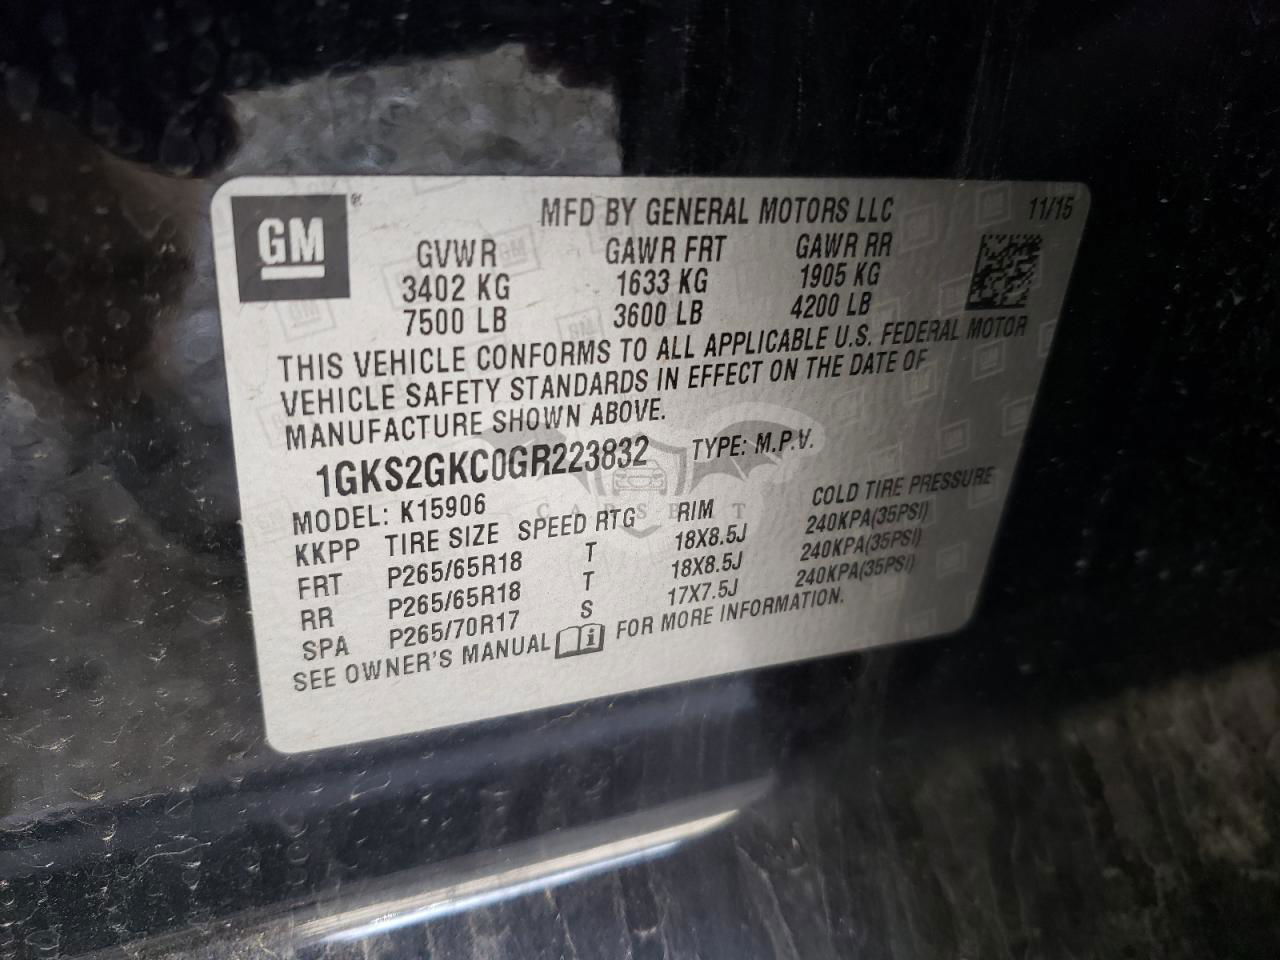 GM
MFD BY GENERAL MOTORS LLC 11/15
GVWR GAWR FRT GAWR RR
3402 KG 1633 KG 1905 KG
7500 LB 3600 LB 4200 LB
THIS VEHICLE CONFORMS TO ALL APPLICABLE U.S. FEDERAL MOTOR
VEHICLE SAFETY STANDARDS IN EFFECT ON THE DATE OF
MANUFACTURE SHOWN ABOVE.
1GKS2GKC0GR223832 TYPE: M.P.V.
MODEL: K15906
KKPP TIRE SIZE SPEED RTG RIM COLD TIRE PRESSURE
FRT P265/65R18 T 18X8.5J 240KPA(35PSI)
RR P265/65R18 T 18X8.5J 240KPA(35PSI)
SPA P265/70R17 S 17X7.5J 240KPA(35PSI)
SEE OWNER'S MANUAL FOR MORE INFORMATION.